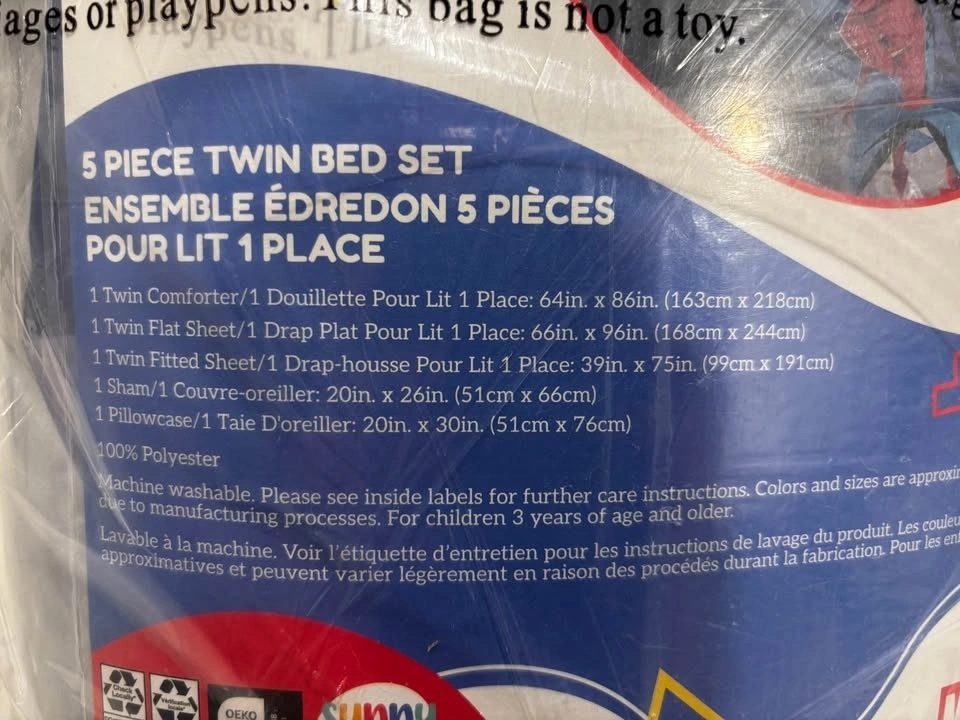 ages or playpens. This bag is not a toy.
5 PIECE TWIN BED SET
ENSEMBLE ÉDREDON 5 PIÈCES
POUR LIT 1 PLACE
1 Twin Comforter/1 Douillette Pour Lit 1 Place: 64in. x 86in. (163cm x 218cm)
1 Twin Flat Sheet/1 Drap Plat Pour Lit 1 Place: 66in. x 96in. (168cm x 244cm)
1 Twin Fitted Sheet/1 Drap-housse Pour Lit 1 Place: 39in. x 75in. (99cm x 191cm)
1 Sham/1 Couvre-oreiller: 20in. x 26in. (51cm x 66cm)
1 Pillowcase/1 Taie D'oreiller: 20in. x 30in. (51cm x 76cm)
100% Polyester
Machine washable. Please see inside labels for further care instructions. Colors and sizes are approxim
due to manufacturing processes. For children 3 years of age and older.
Lavable à la machine. Voir l'étiquette d'entretien pour les instructions de lavage du produit. Les couleu
approximatives et peuvent varier légèrement en raison des procédés durant la fabrication. Pour les en
Check
Locally*
Vérification
locale*
OEKO
sunny